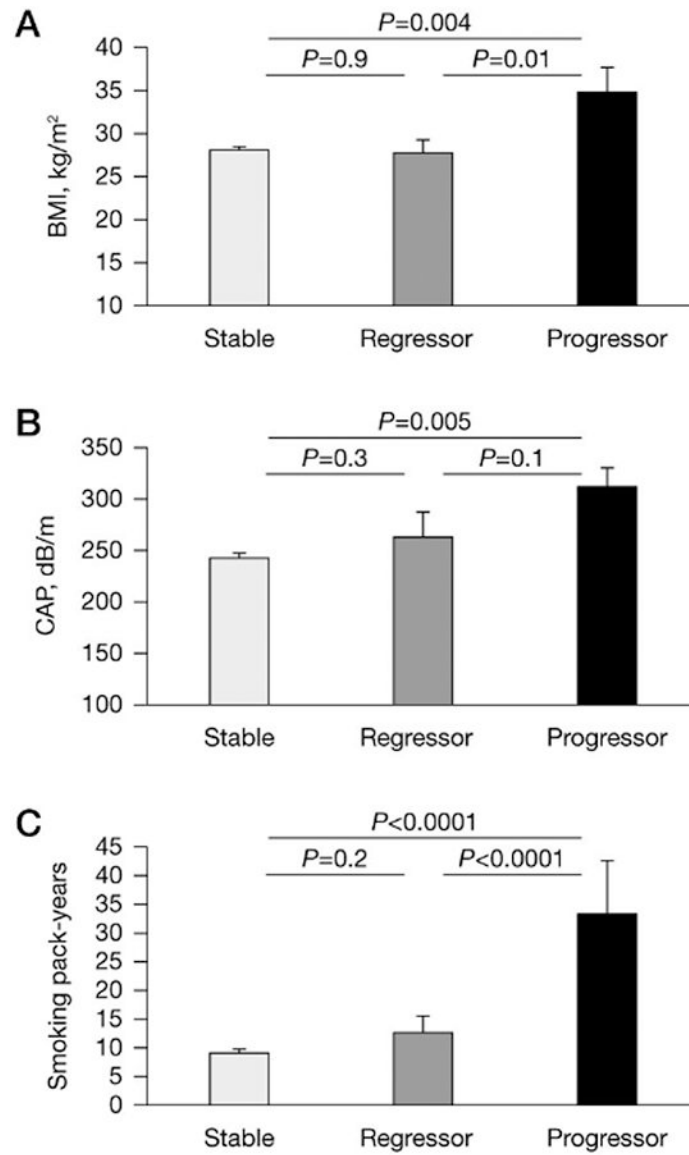 A
P=0.004
P=0.9
P=0.01
BMI, kg/m²
40
35
30
25
20
15
10
Stable
Regressor
Progressor
B
P=0.005
P=0.3
P=0.1
CAP, dB/m
350
300
250
200
150
100
Stable
Regressor
Progressor
C
P<0.0001
P=0.2
P<0.0001
Smoking pack-years
45
40
35
30
25
20
15
10
5
0
Stable
Regressor
Progressor